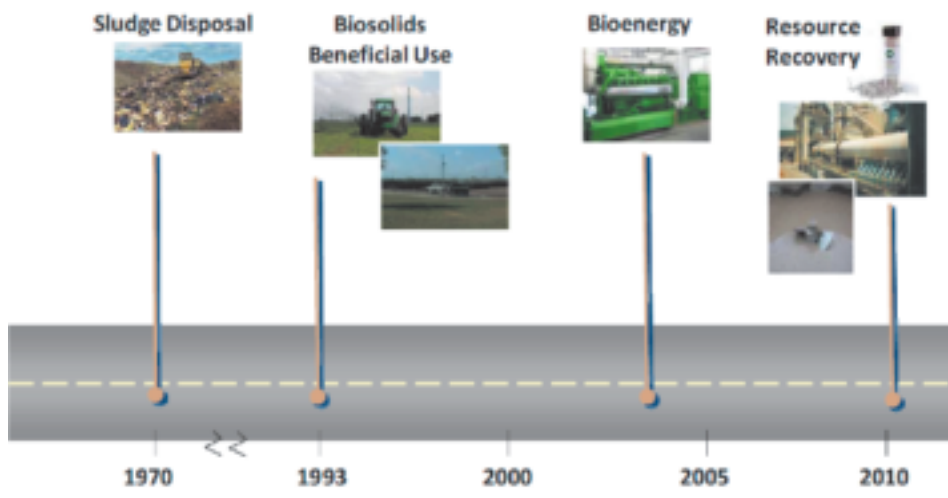 Sludge Disposal
Biosolids
Beneficial Use
Bioenergy
Resource
Recovery
1970
1993
2000
2005
2010